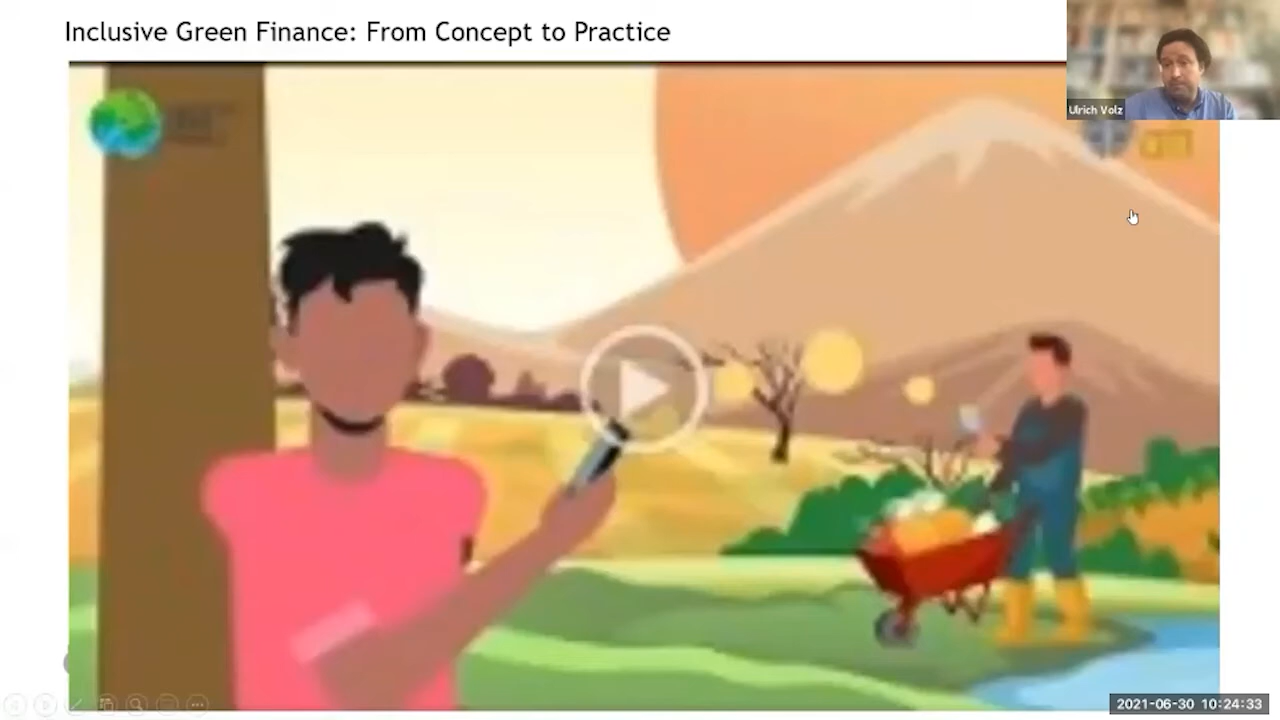 Inclusive Green Finance: From Concept to Practice
Ulrich Volz
2021-06-30 10:24:33